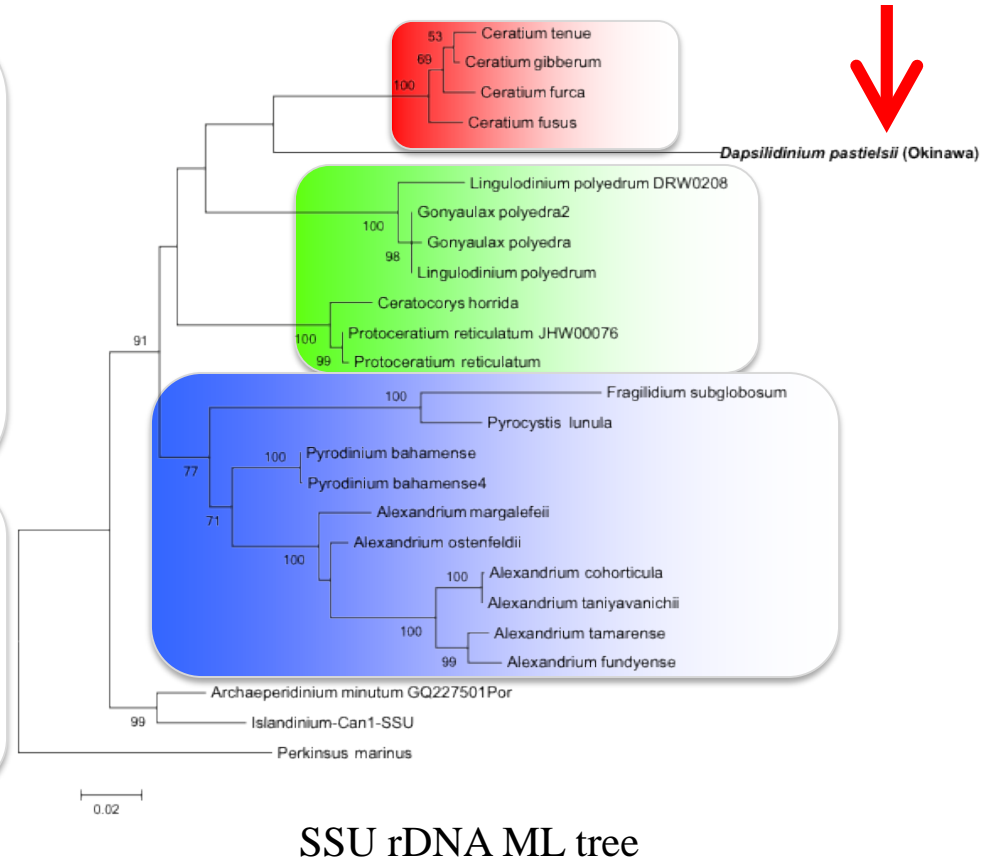 53
Ceratium tenue
69
Ceratium gibberum
100
Ceratium furca
Ceratium fusus
Dapsilidinium pastielsii (Okinawa)
Lingulodinium polyedrum DRW0208
100
Gonyaulax polyedra2
Gonyaulax polyedra
98
Lingulodinium polyedrum
Ceratocorys horrida
100
Protoceratium reticulatum JHW00076
91
99
Protoceratium reticulatum
100
Fragilidium subglobosum
Pyrocystis lunula
100
Pyrodinium bahamense
77
Pyrodinium bahamense4
71
Alexandrium margalefeii
Alexandrium ostenfeldii
100
100
Alexandrium cohorticula
Alexandrium taniyavanichii
100
Alexandrium tamarense
99
Alexandrium fundyense
Archaeperidinium minutum GQ227501Por
99
Islandinium-Can1-SSU
Perkinsus marinus
0.02
SSU rDNA ML tree